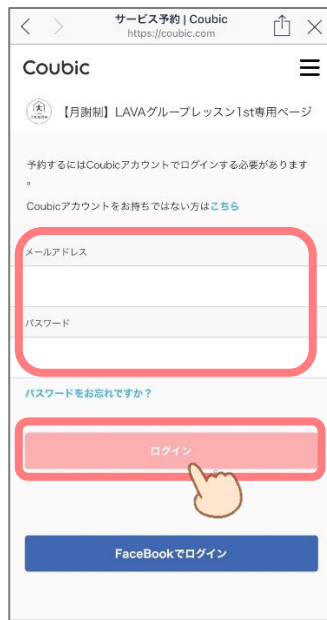 サービス予約 | Coubic
https://coubic.com
Coubic
【月謝制】LAVAグループレッスン1st専用ページ
予約するにはCoubicアカウントでログインする必要があります
。
Coubicアカウントをお持ちではない方はこちら
メールアドレス
パスワード
パスワードをお忘れですか？
ログイン
FaceBookでログイン